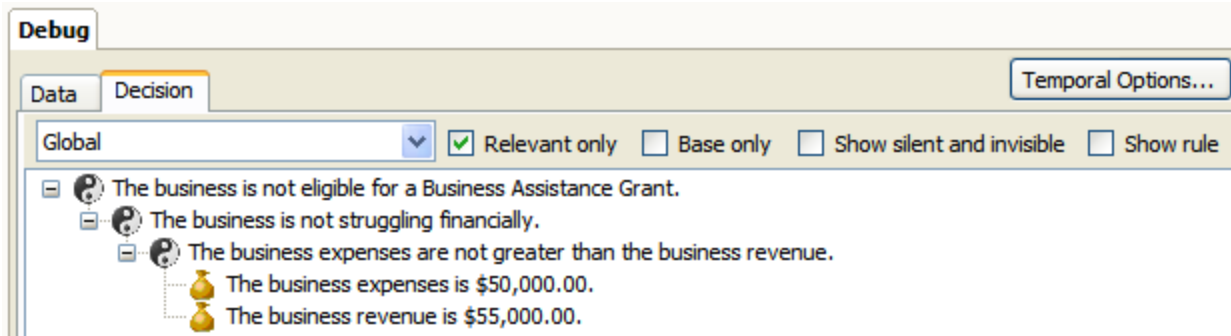 Debug
Temporal Options...
Data Decision
Global Relevant only Base only Show silent and invisible Show rule
The business is not eligible for a Business Assistance Grant.
The business is not struggling financially.
The business expenses are not greater than the business revenue.
The business expenses is $50,000.00.
The business revenue is $55,000.00.